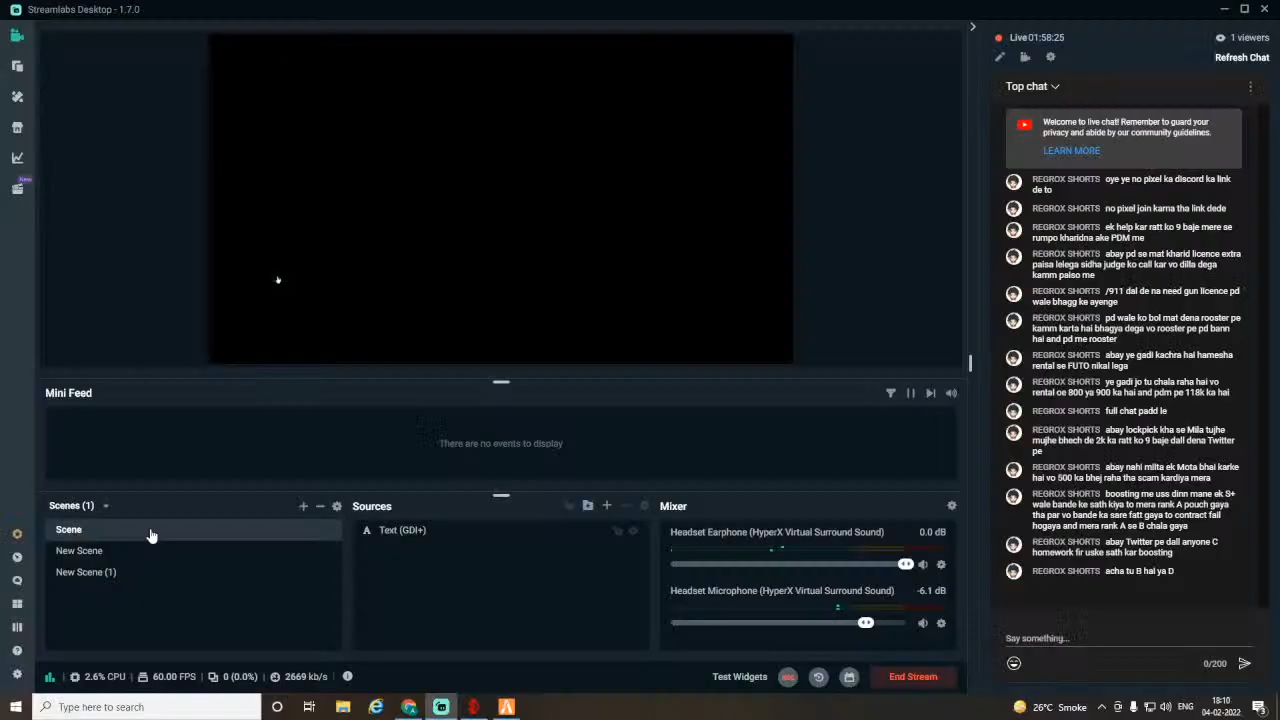 Streamlabs Desktop - 1.7.0
Live 01:58:25
1 viewers
Refresh Chat
Top chat
Welcome to live chat! Remember to guard your
privacy and abide by our community guidelines.
LEARN MORE
REGROX SHORTS oye ye no pixel ka discord ka link
de to
REGROX SHORTS no pixel join karna tha link dede
REGROX SHORTS ek help kar ratt ko 9 baje mere se
rumpo kharidna ake PDM me
REGROX SHORTS abay pd se mat kharid licence extra
paisa lelega sidha judge ko call kar vo dilla dega
kamm paiso me
REGROX SHORTS /911 dal de na need gun licence pd
wale bhagg ke ayenge
REGROX SHORTS pd wale ko bol mat dena rooster pe
kamm karta hai bhagya dega vo rooster pe pd bann
hai and pd me rooster
REGROX SHORTS abay ye gadi kachra hai hamesha
rental se FUTO nikal lega
REGROX SHORTS ye gadi jo tu chala raha hai vo
rental oe 800 ya 900 ka hai and pdm pe 118k ka hai
REGROX SHORTS full chat padd le
REGROX SHORTS abay lockpick kha se Mila tujhe
mujhe bhech de 2k ka ratt ko 9 baje dall dena Twitter
pe
REGROX SHORTS abay nahi milta ek Mota bhai karke
hai vo 500 ka bhej raha tha scam kardiya mera
REGROX SHORTS boosting me uss dinn mane ek S+
wale bande ke sath kiya to mera rank A pouch gaya
tha par vo bande ka sare fatt gaya to contract fail
hogaya and mera rank A se B chala gaya
REGROX SHORTS abay Twitter pe dall anyone C
homework fir uske sath kar boosting
REGROX SHORTS acha tu B hai ya D
Say something...
0/200
New
Mini Feed
There are no events to display
Scenes (1)
Scene
New Scene
New Scene (1)
Sources
A Text (GDI+)
Mixer
Headset Earphone (HyperX Virtual Surround Sound) 0.0 dB
Headset Microphone (HyperX Virtual Surround Sound) -6.1 dB
2.6% CPU
60.00 FPS
0 (0.0%)
2669 kb/s
Test Widgets
REC
End Stream
Type here to search
26°C Smoke
ENG
18:10
04-02-2022
3